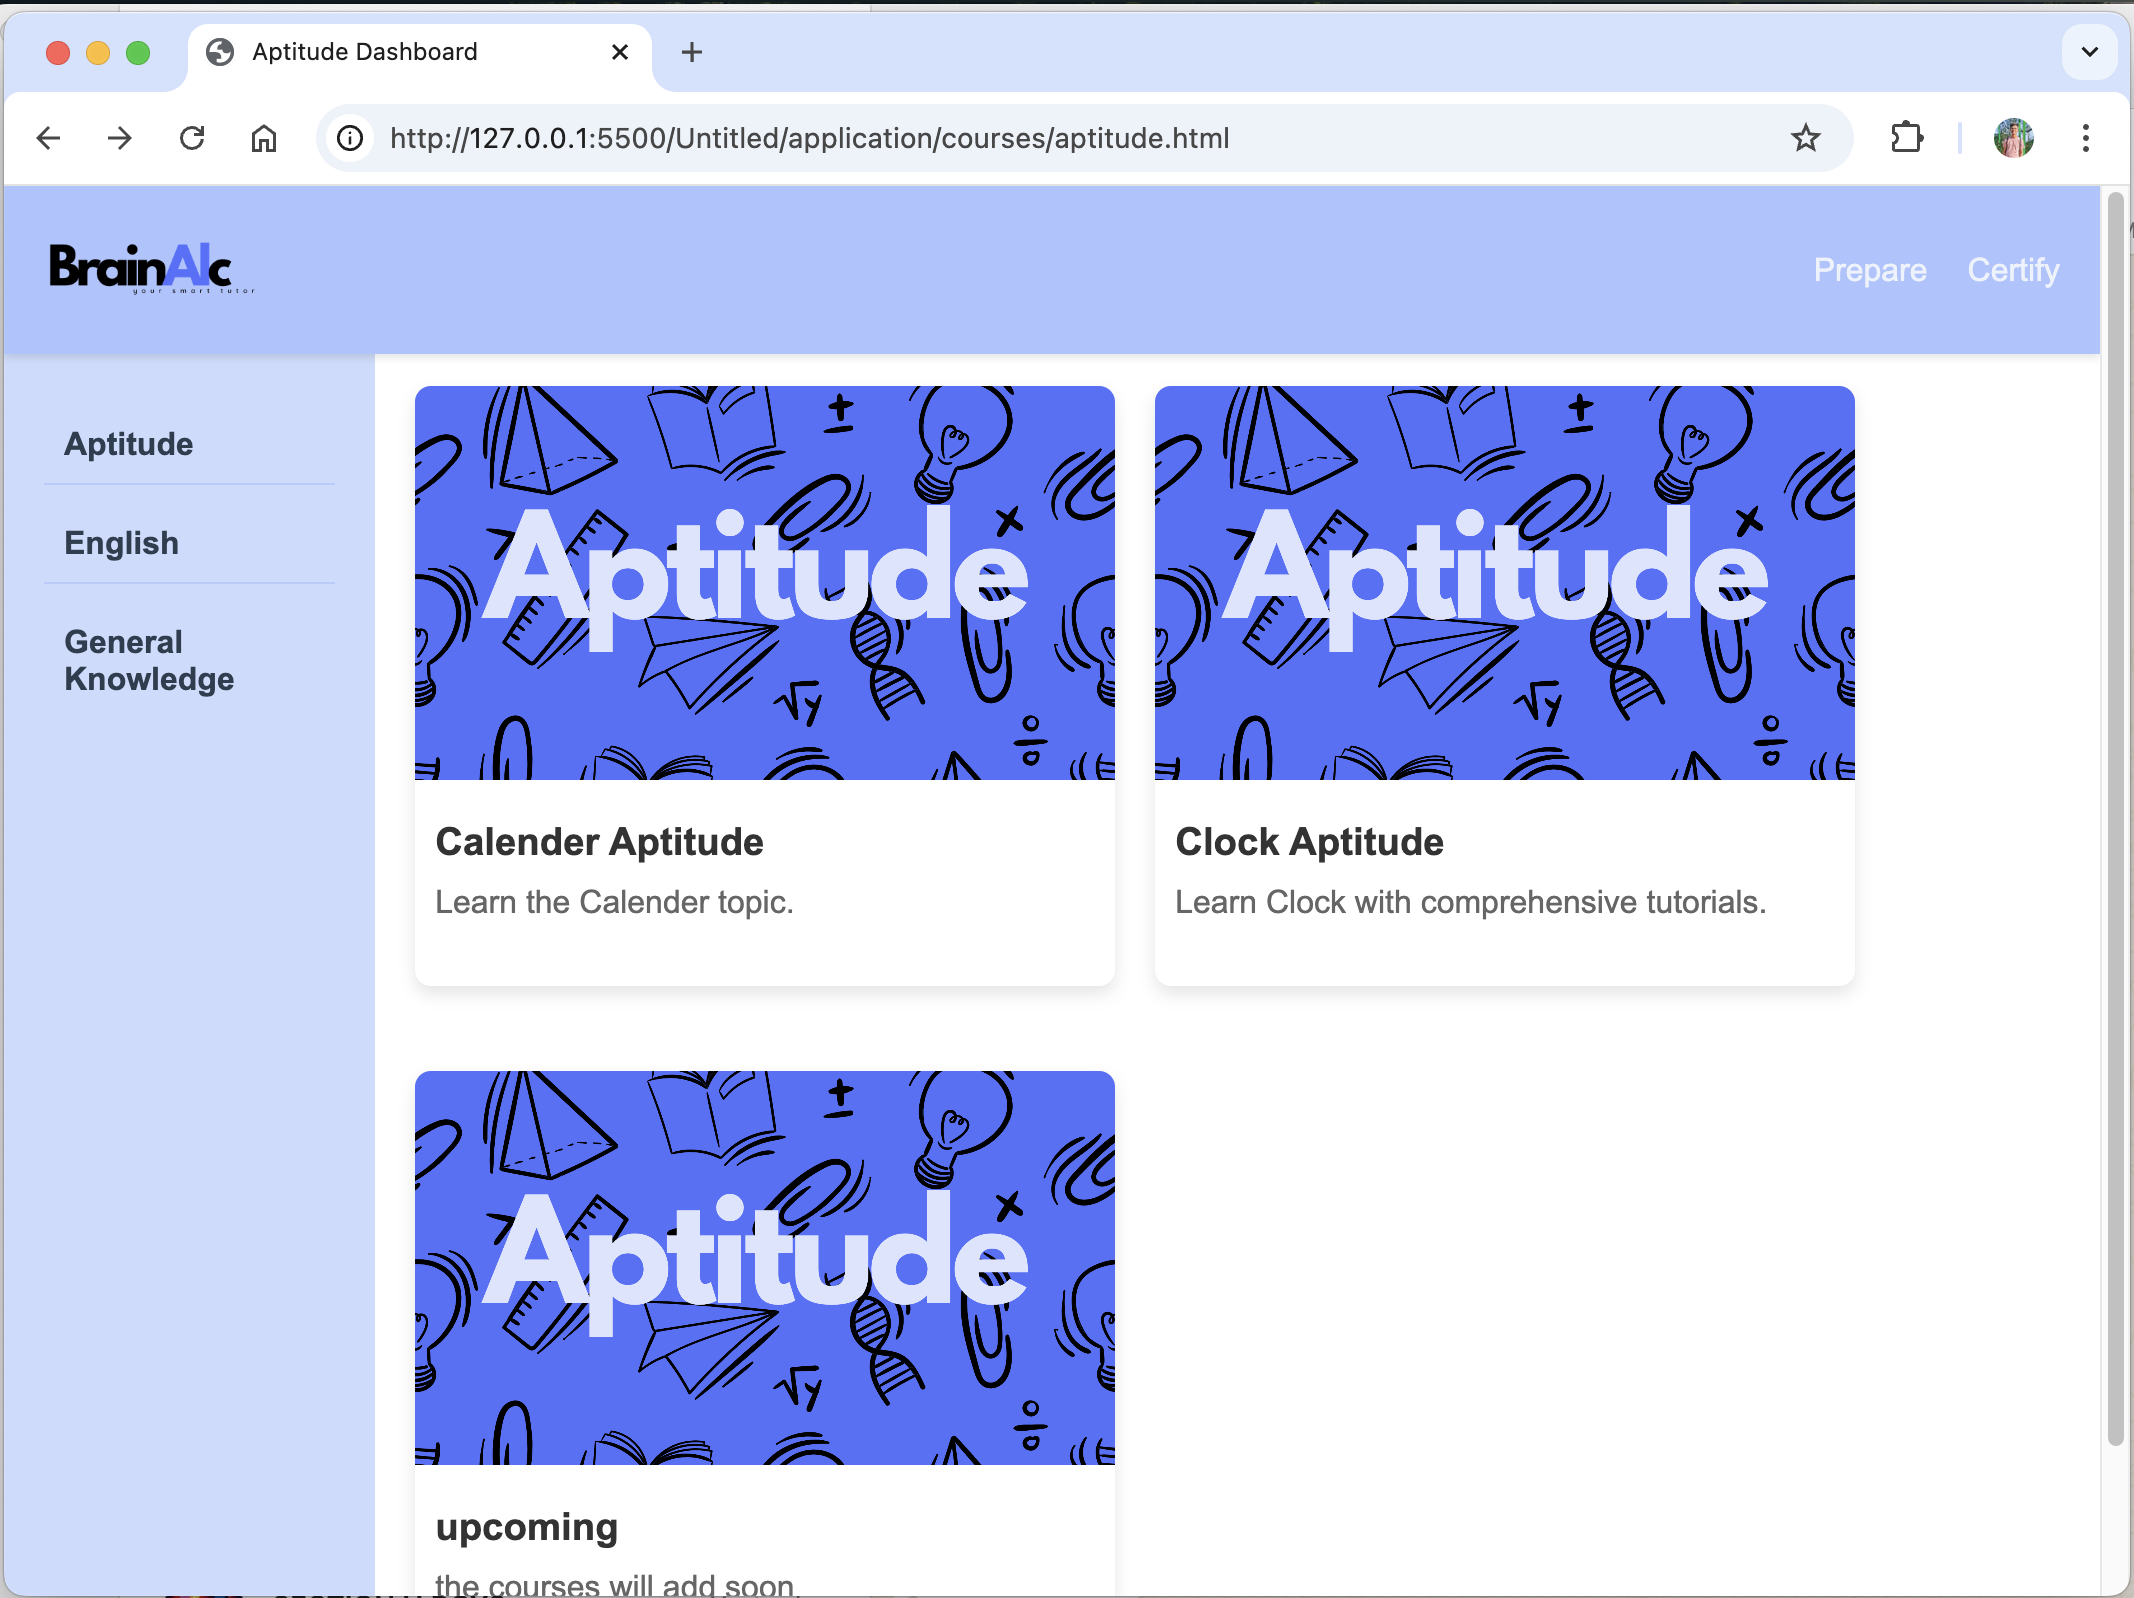 Aptitude Dashboard
http://127.0.0.1:5500/Untitled/application/courses/aptitude.html
BrainAIc
your smart tutor
Prepare Certify
Aptitude
English
General
Knowledge
Aptitude
Calender Aptitude
Learn the Calender topic.
Aptitude
Clock Aptitude
Learn Clock with comprehensive tutorials.
Aptitude
upcoming
the courses will add soon.